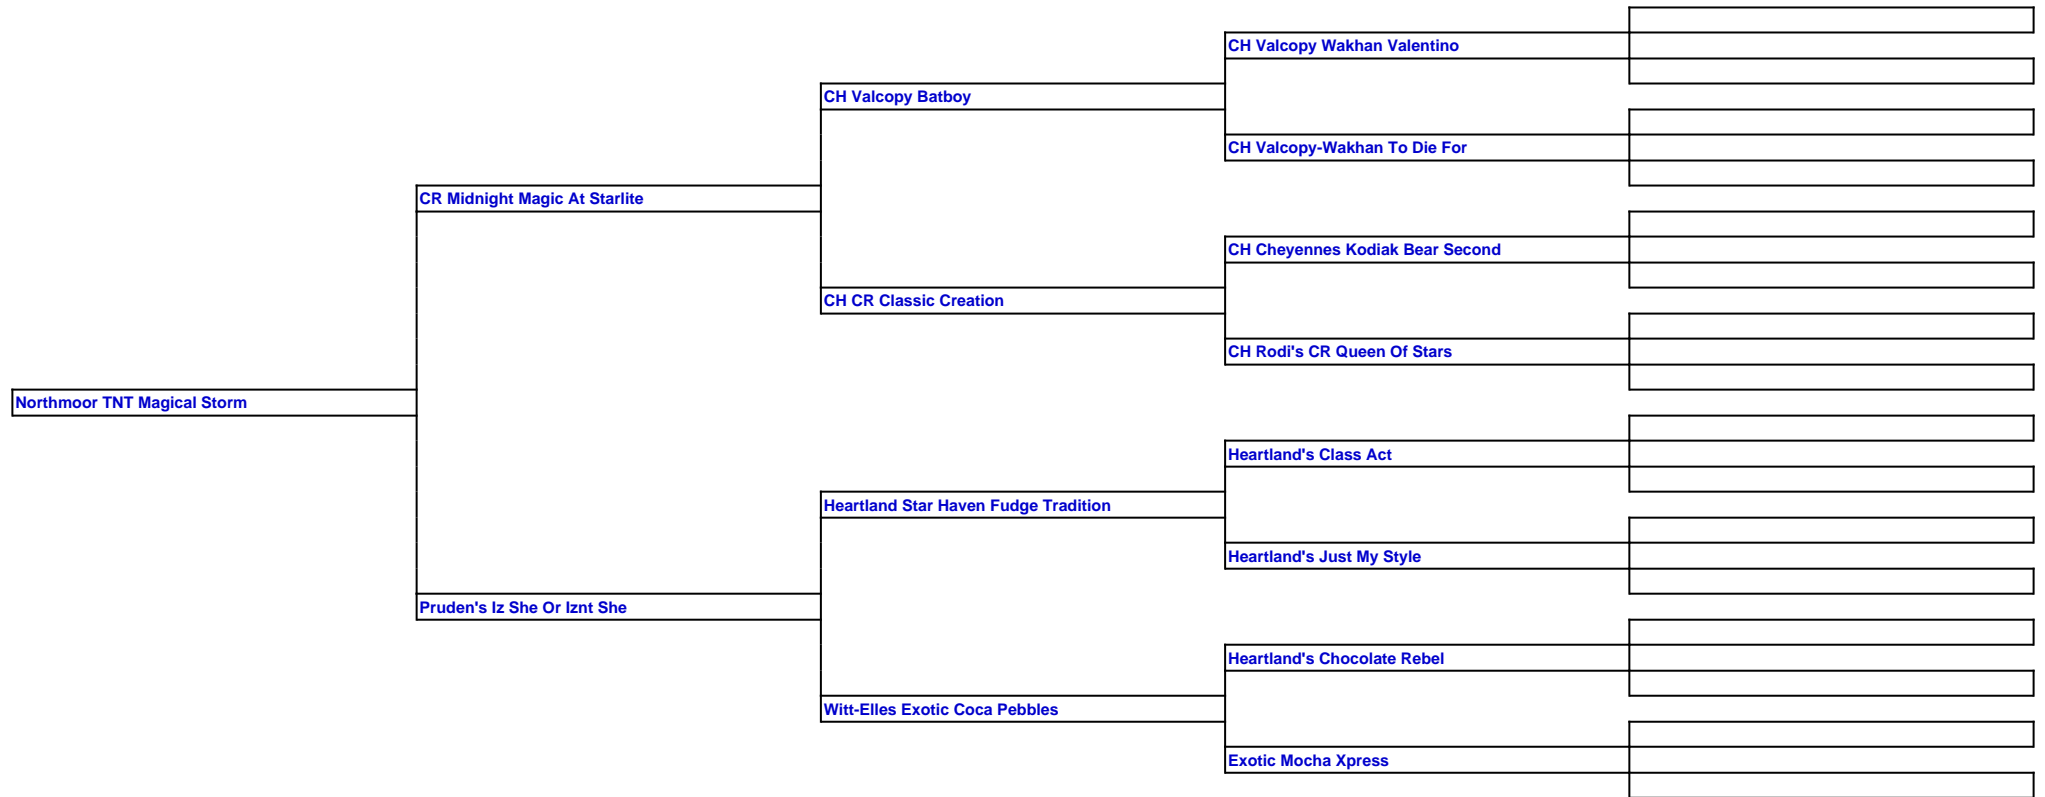 CH Valcopy Wakhan Valentino
CH Valcopy Batboy
CH Valcopy-Wakhan To Die For
CR Midnight Magic At Starlite
CH Cheyennes Kodiak Bear Second
CH CR Classic Creation
CH Rodi's CR Queen Of Stars
Northmoor TNT Magical Storm
Heartland's Class Act
Heartland Star Haven Fudge Tradition
Heartland's Just My Style
Pruden's Iz She Or Iznt She
Heartland's Chocolate Rebel
Witt-Elles Exotic Coca Pebbles
Exotic Mocha Xpress